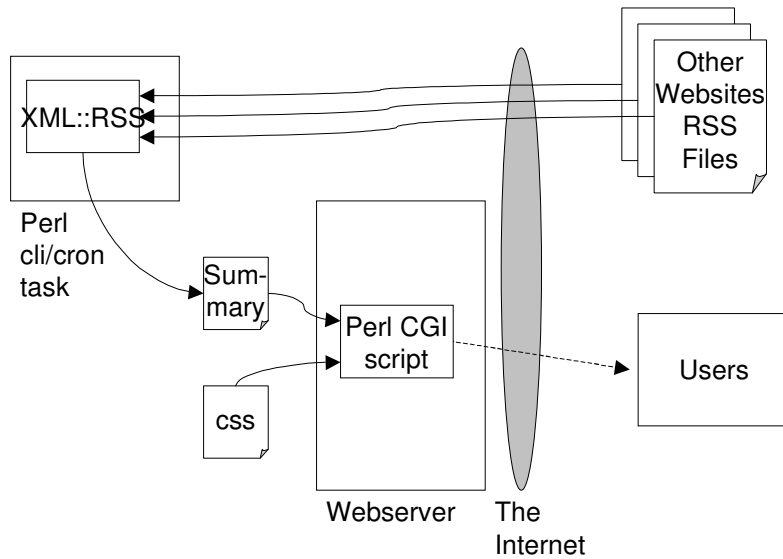 Other
Websites
RSS
Files
XML::RSS
Perl
cli/cron
task
Sum-
mary
Perl CGI
script
Users
css
Webserver
The
Internet